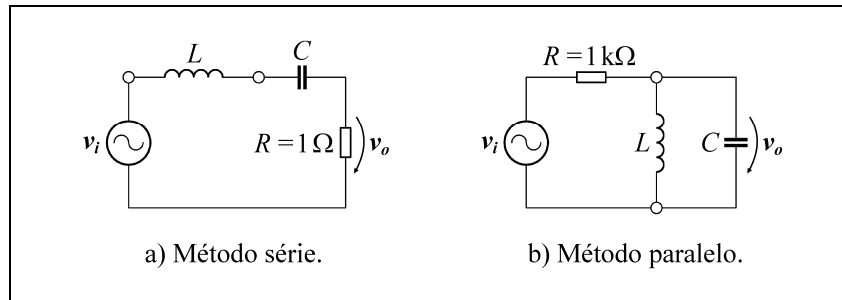 L
C
v_i
R = 1 Ω
v_o
a) Método série.
R = 1 kΩ
v_i
L
C
v_o
b) Método paralelo.